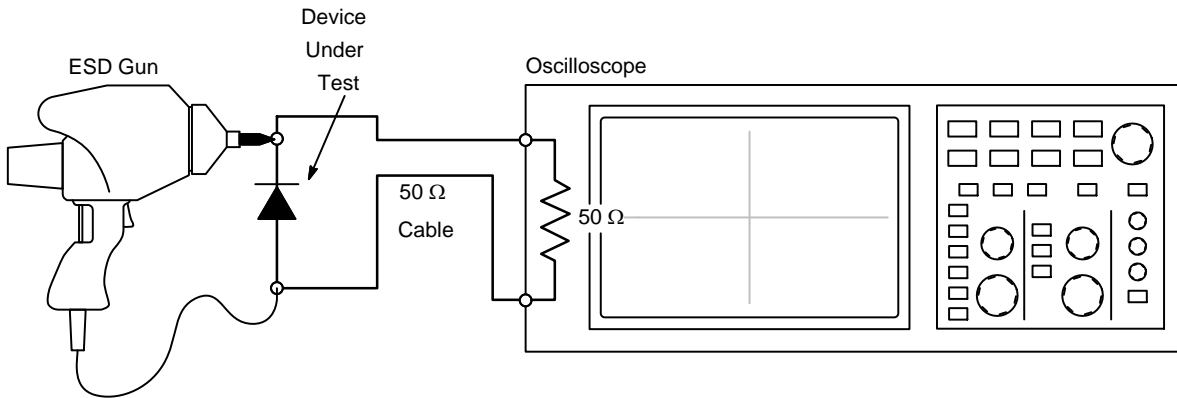 Device
Under
Test
ESD Gun
Oscilloscope
50 Ω
Cable
50 Ω